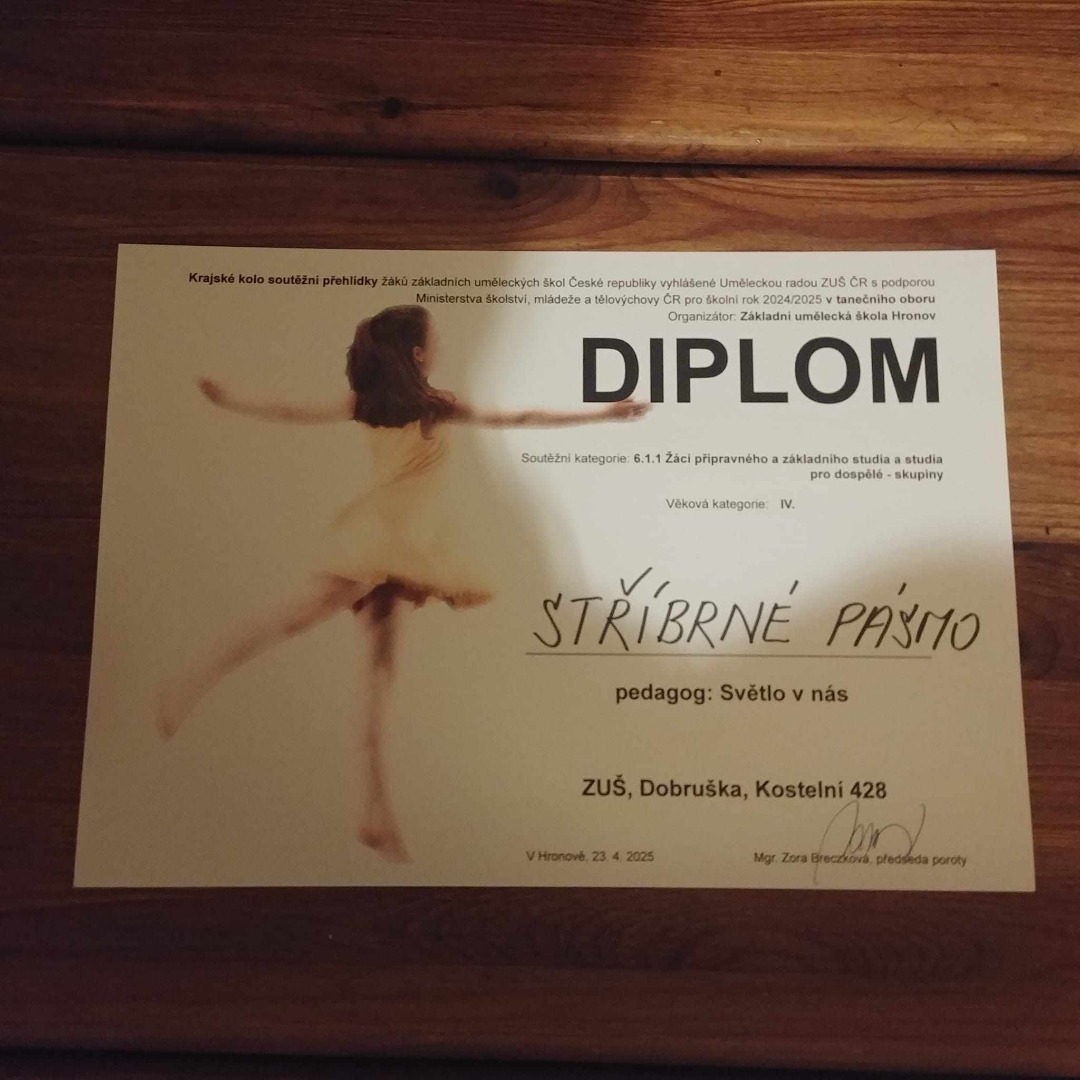 Krajské kolo soutěžní přehlídky žáků základních uměleckých škol České republiky vyhlášené Uměleckou radou ZUŠ ČR s podporou
Ministerstva školství, mládeže a tělovýchovy ČR pro školní rok 2024/2025 v tanečního oboru
Organizátor: Základní umělecká škola Hronov
DIPLOM
Soutěžní kategorie: 6.1.1 Žáci přípravného a základního studia a studia
pro dospělé - skupiny
Věková kategorie: IV.
STŘÍBRNÉ PÁSMO
pedagog: Světlo v nás
ZUŠ, Dobruška, Kostelní 428
V Hronově, 23. 4. 2025
Mgr. Zora Breczková, předseda poroty